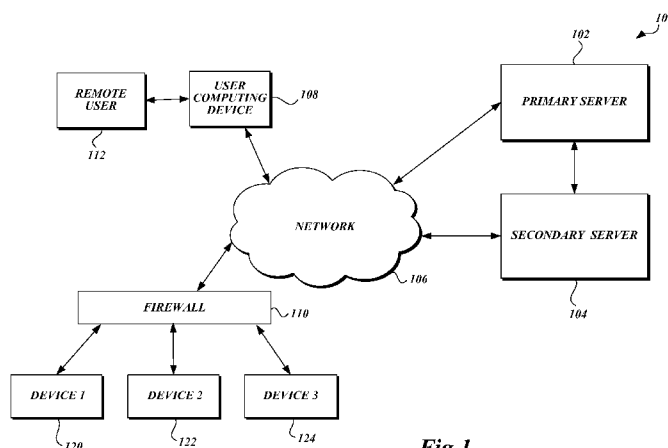 10
102
REMOTE
USER
USER
COMPUTING
DEVICE
108
PRIMARY SERVER
112
NETWORK
SECONDARY SERVER
106
104
FIREWALL
110
DEVICE 1
DEVICE 2
DEVICE 3
120
122
124
Fig.1.